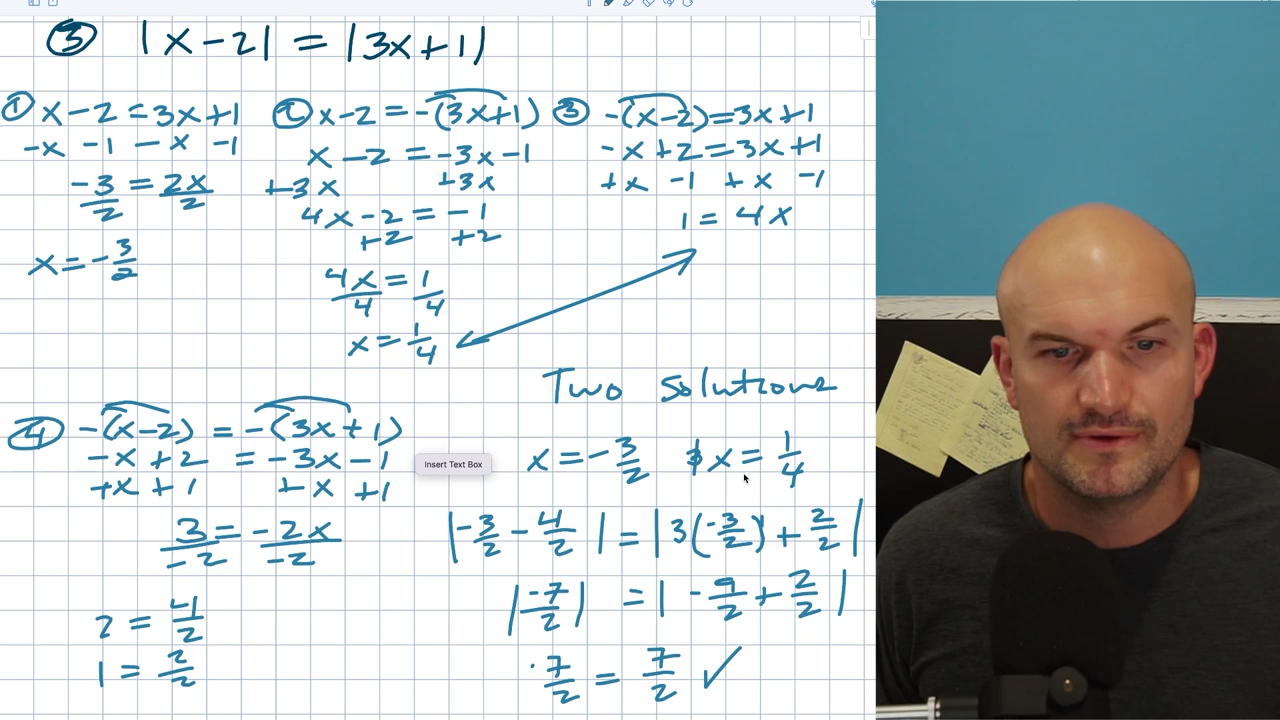 ③ |x-2| = |3x+1|
① x-2=3x+1
-x -1 -x -1
-3/2 = 2x/2
x=-3/2
② x-2=-(3x+1)
x-2=-3x-1
+3x +3x
4x-2=-1
+2 +2
4x/4=1/4
x=1/4
③ -(x-2)=3x+1
-x+2=3x+1
+x -1 +x -1
1=4x
④ -(x-2)=-(3x+1)
-x+2=-3x-1
+x+1 +x+1
3/-2=-2x/-2
2=4/2
1=2/2
Insert Text Box
Two solutions
x=-3/2 $x=1/4
|-3/2-4/2|=|3(-3/2)+2/2|
|-7/2|=|-9/2+2/2|
7/2=7/2 ✓